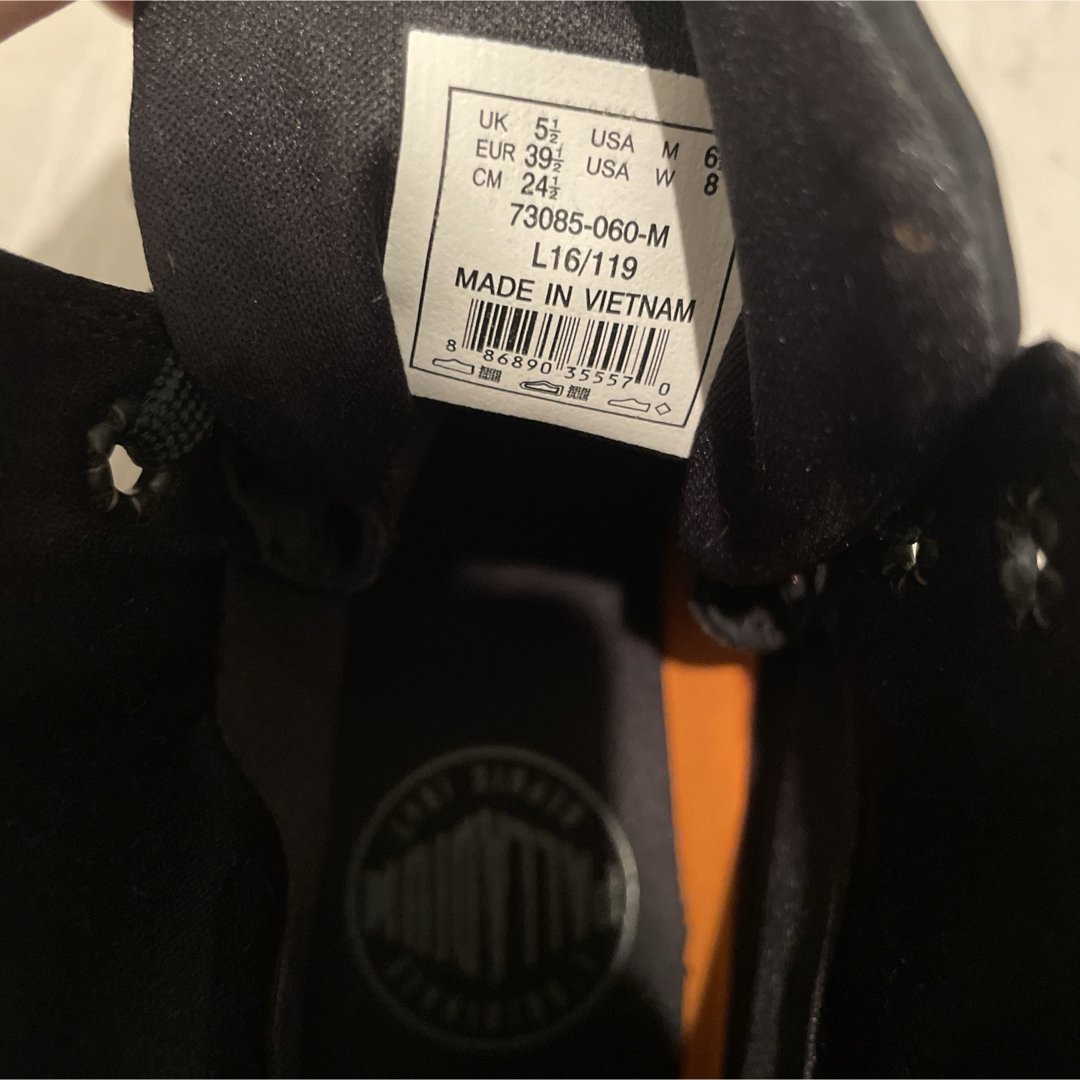 UK 5½ USA M 6
EUR 39½ USA W 8
CM 24½
73085-060-M
L16/119
MADE IN VIETNAM
8 86890 35557 0